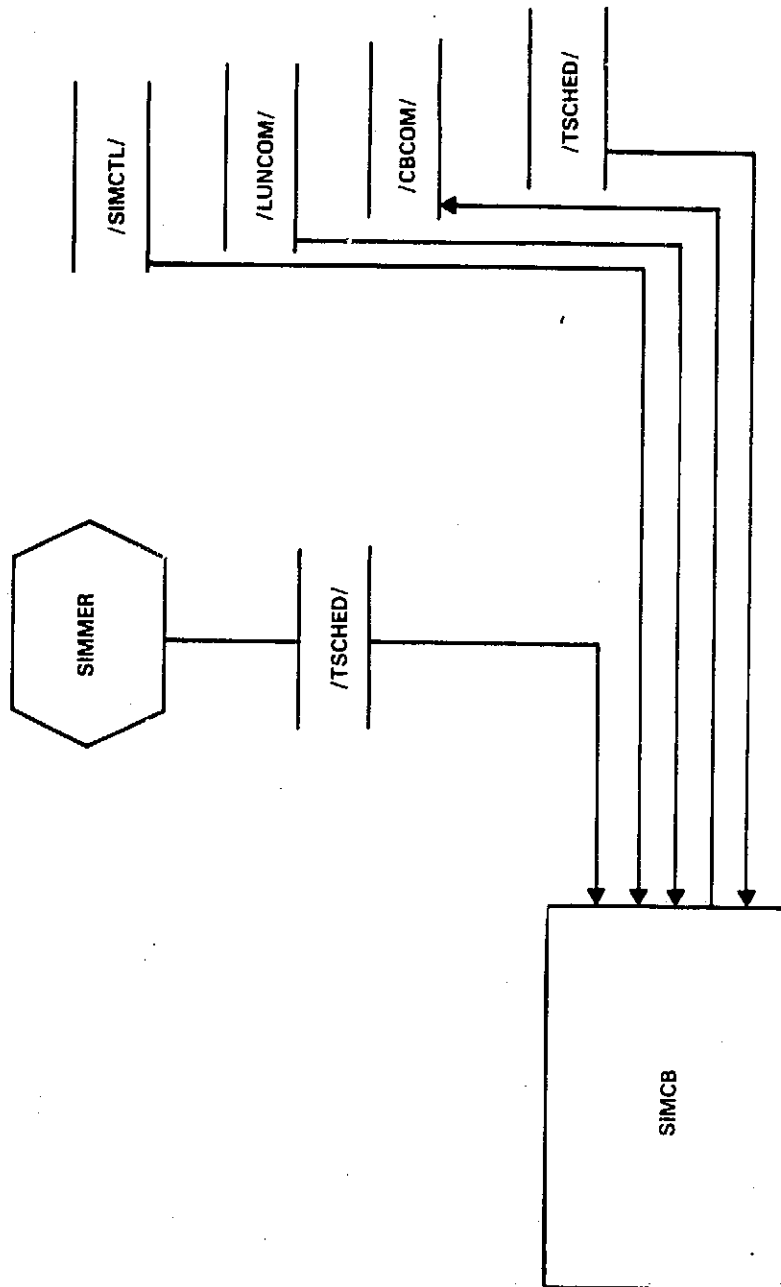 /SIMCTL/
/LUNCOM/
/CBCOM/
/TSCHED/
SIMMER
/TSCHED/
SIMCB